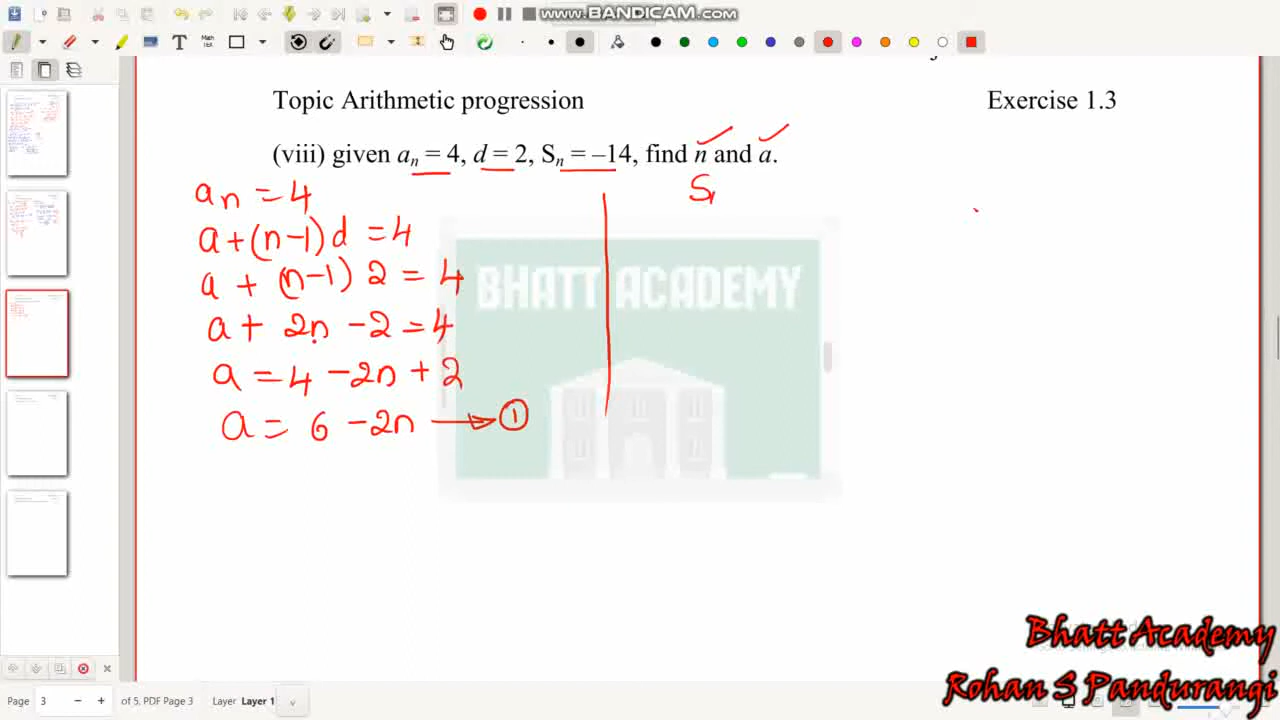 www.BANDICAM.com
T Math TEX
Topic Arithmetic progression Exercise 1.3
(viii) given aₙ = 4, d = 2, Sₙ = –14, find n and a.
aₙ = 4
S
a + (n-1) d = 4
a + (n-1) 2 = 4
a + 2n - 2 = 4
a = 4 - 2n + 2
a = 6 - 2n → ①
BHATT ACADEMY
Bhatt Academy
Rohan S Pandurangi
Page 3 of 5, PDF Page 3 Layer Layer 1